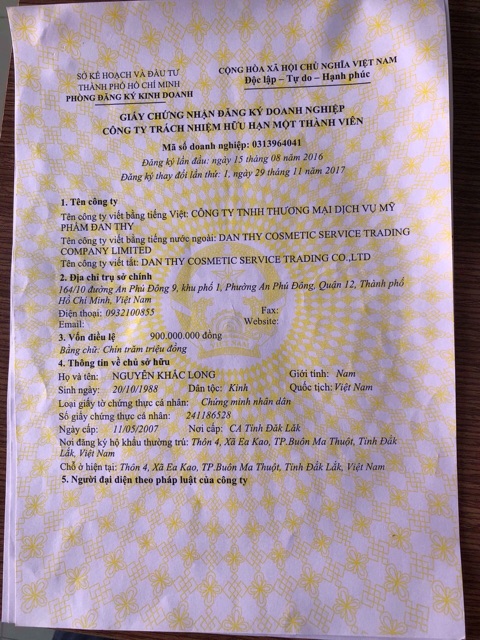 SỞ KẾ HOẠCH VÀ ĐẦU TƯ
THÀNH PHỐ HỒ CHÍ MINH
PHÒNG ĐĂNG KÝ KINH DOANH
CỘNG HÒA XÃ HỘI CHỦ NGHĨA VIỆT NAM
Độc lập – Tự do – Hạnh phúc
GIẤY CHỨNG NHẬN ĐĂNG KÝ DOANH NGHIỆP
CÔNG TY TRÁCH NHIỆM HỮU HẠN MỘT THÀNH VIÊN
Mã số doanh nghiệp: 0313964041
Đăng ký lần đầu: ngày 15 tháng 08 năm 2016
Đăng ký thay đổi lần thứ: 1, ngày 29 tháng 11 năm 2017
1. Tên công ty
Tên công ty viết bằng tiếng Việt: CÔNG TY TNHH THƯƠNG MẠI DỊCH VỤ MỸ
PHẨM ĐAN THY
Tên công ty viết bằng tiếng nước ngoài: DAN THY COSMETIC SERVICE TRADING
COMPANY LIMITED
Tên công ty viết tắt: DAN THY COSMETIC SERVICE TRADING CO.,LTD
2. Địa chỉ trụ sở chính
164/10 đường An Phú Đông 9, khu phố 1, Phường An Phú Đông, Quận 12, Thành phố
Hồ Chí Minh, Việt Nam
Điện thoại: 0932100855 Fax:
Email: Website:
3. Vốn điều lệ 900.000.000 đồng
Bằng chữ: Chín trăm triệu đồng
4. Thông tin về chủ sở hữu
Họ và tên: NGUYỄN KHẮC LONG Giới tính: Nam
Sinh ngày: 20/10/1988 Dân tộc: Kinh Quốc tịch: Việt Nam
Loại giấy tờ chứng thực cá nhân: Chứng minh nhân dân
Số giấy chứng thực cá nhân: 241186528
Ngày cấp: 11/05/2007 Nơi cấp: CA Tỉnh Đăk Lăk
Nơi đăng ký hộ khẩu thường trú: Thôn 4, Xã Ea Kao, TP.Buôn Ma Thuột, Tỉnh Đắk
Lắk, Việt Nam
Chỗ ở hiện tại: Thôn 4, Xã Ea Kao, TP.Buôn Ma Thuột, Tỉnh Đắk Lắk, Việt Nam
5. Người đại diện theo pháp luật của công ty